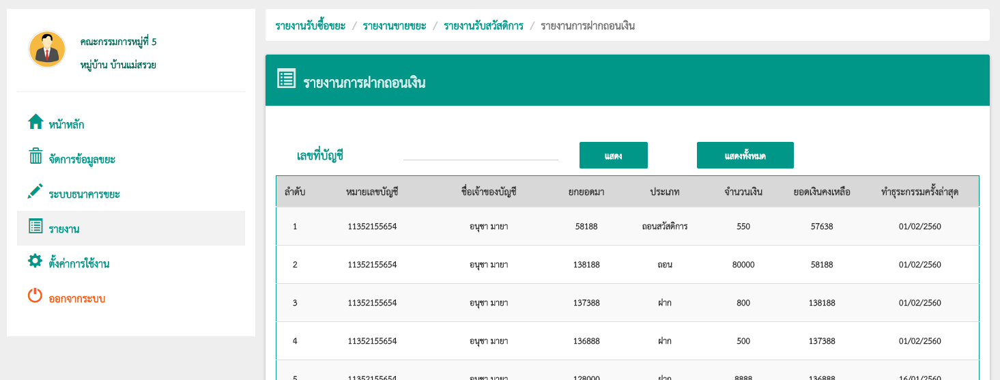 คณะกรรมการหมู่ที่ 5
หมู่บ้าน บ้านแม่สรวย
หน้าหลัก
จัดการข้อมูลขยะ
ระบบธนาคารขยะ
รายงาน
ตั้งค่าการใช้งาน
ออกจากระบบ
รายงานรับซื้อขยะ / รายงานขายขยะ / รายงานรับสวัสดิการ / รายงานการฝากถอนเงิน
รายงานการฝากถอนเงิน
เลขที่บัญชี แสดง แสดงทั้งหมด
ลำดับ หมายเลขบัญชี ชื่อเจ้าของบัญชี ยกยอดมา ประเภท จำนวนเงิน ยอดเงินคงเหลือ ทำธุระกรรมครั้งล่าสุด
1 11352155654 อนุชา มายา 58188 ถอนสวัสดิการ 550 57638 01/02/2560
2 11352155654 อนุชา มายา 138188 ถอน 80000 58188 01/02/2560
3 11352155654 อนุชา มายา 137388 ฝาก 800 138188 01/02/2560
4 11352155654 อนุชา มายา 136888 ฝาก 500 137388 01/02/2560
5 11352155654 อนุชา มายา 128000 ฝาก 8888 136888 16/01/2560